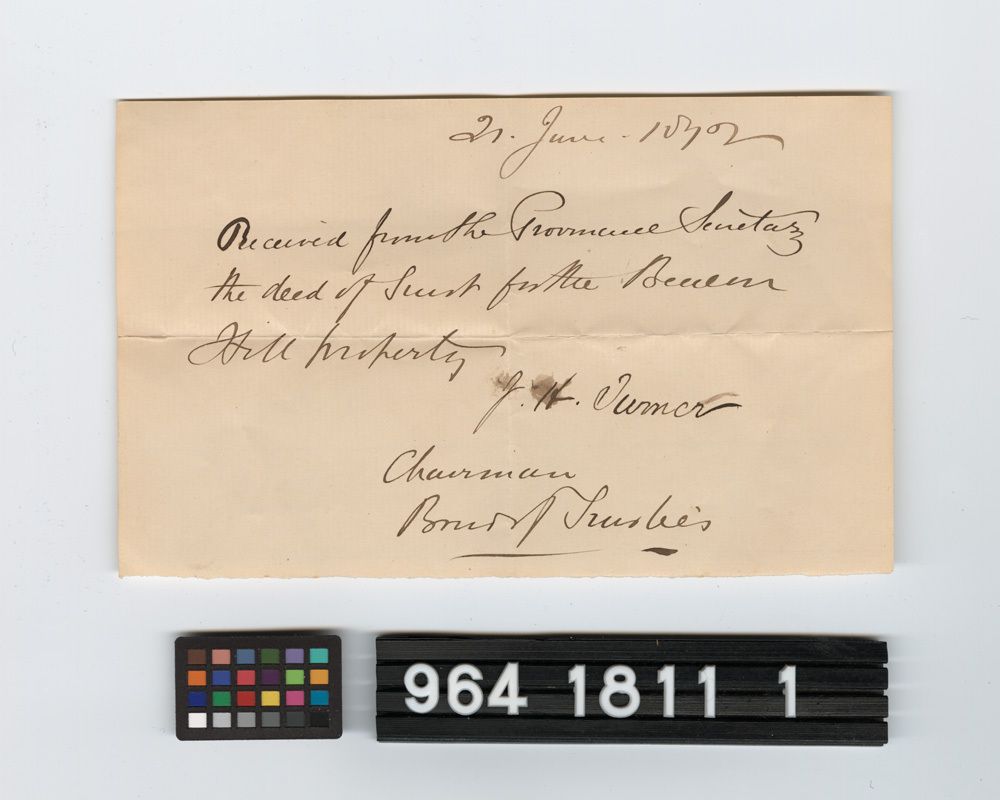 21. June.
Received from the Provincial Secretary
the deed of Trust for the Beacon
Hill property
J. H. Turner
Chairman
Board of Trustees
964 1811 1